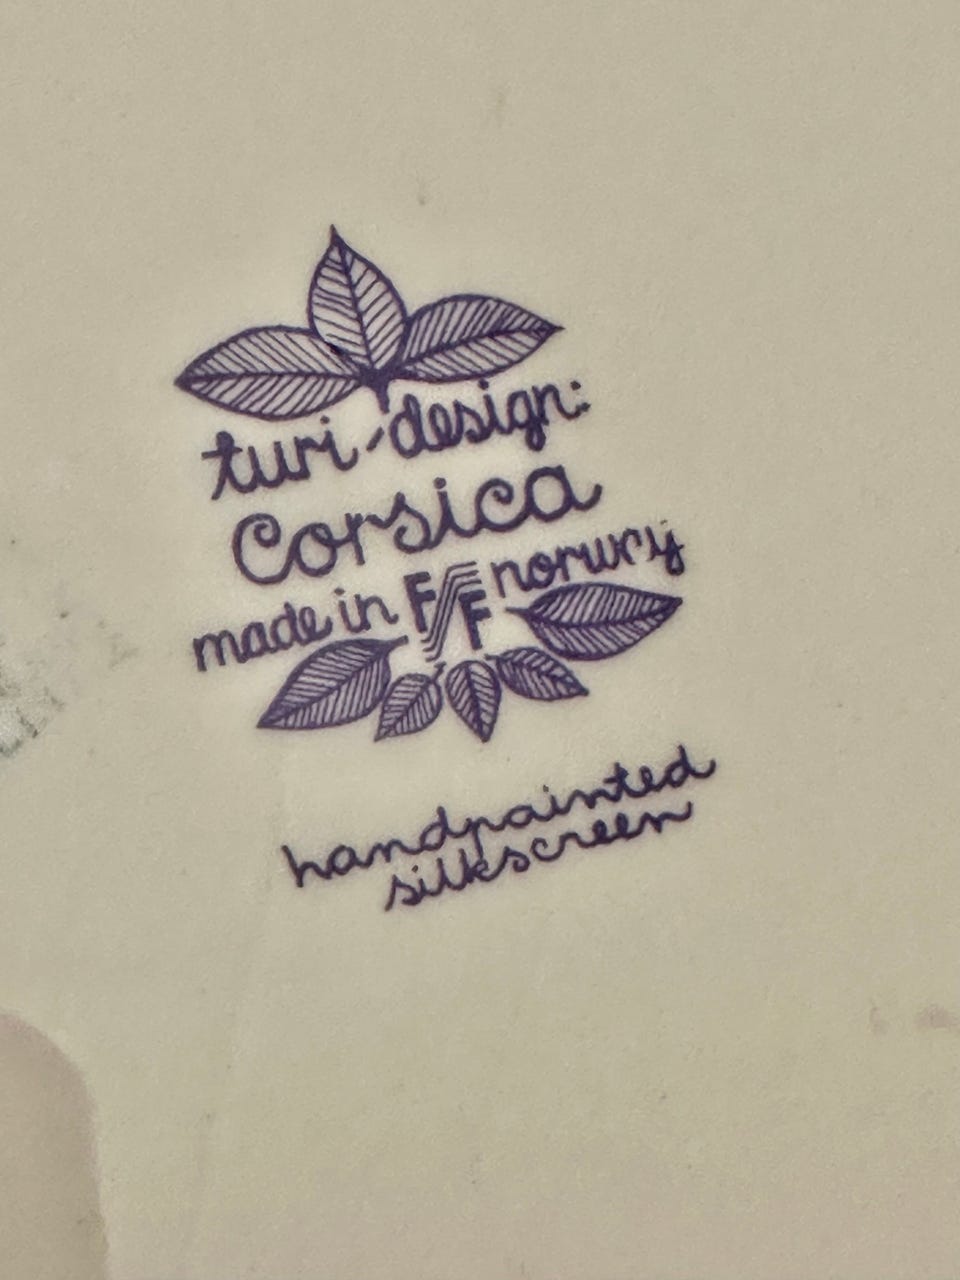 turi-design:
Corsica
made in FF norway
handpainted
silkscreen